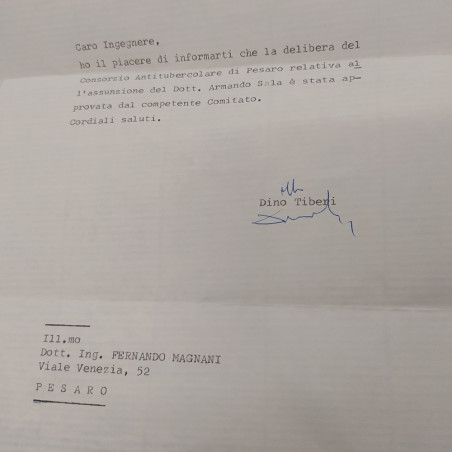 Caro Ingegnere,
ho il piacere di informarti che la delibera del
Consorzio Antitubercolare di Pesaro relativa al
l'assunzione del Dott. Armando Sala è stata ap-
provata dal competente Comitato.
Cordiali saluti.
Dino Tiberi
Ill.mo
Dott. Ing. FERNANDO MAGNANI
Viale Venezia, 52
P E S A R O